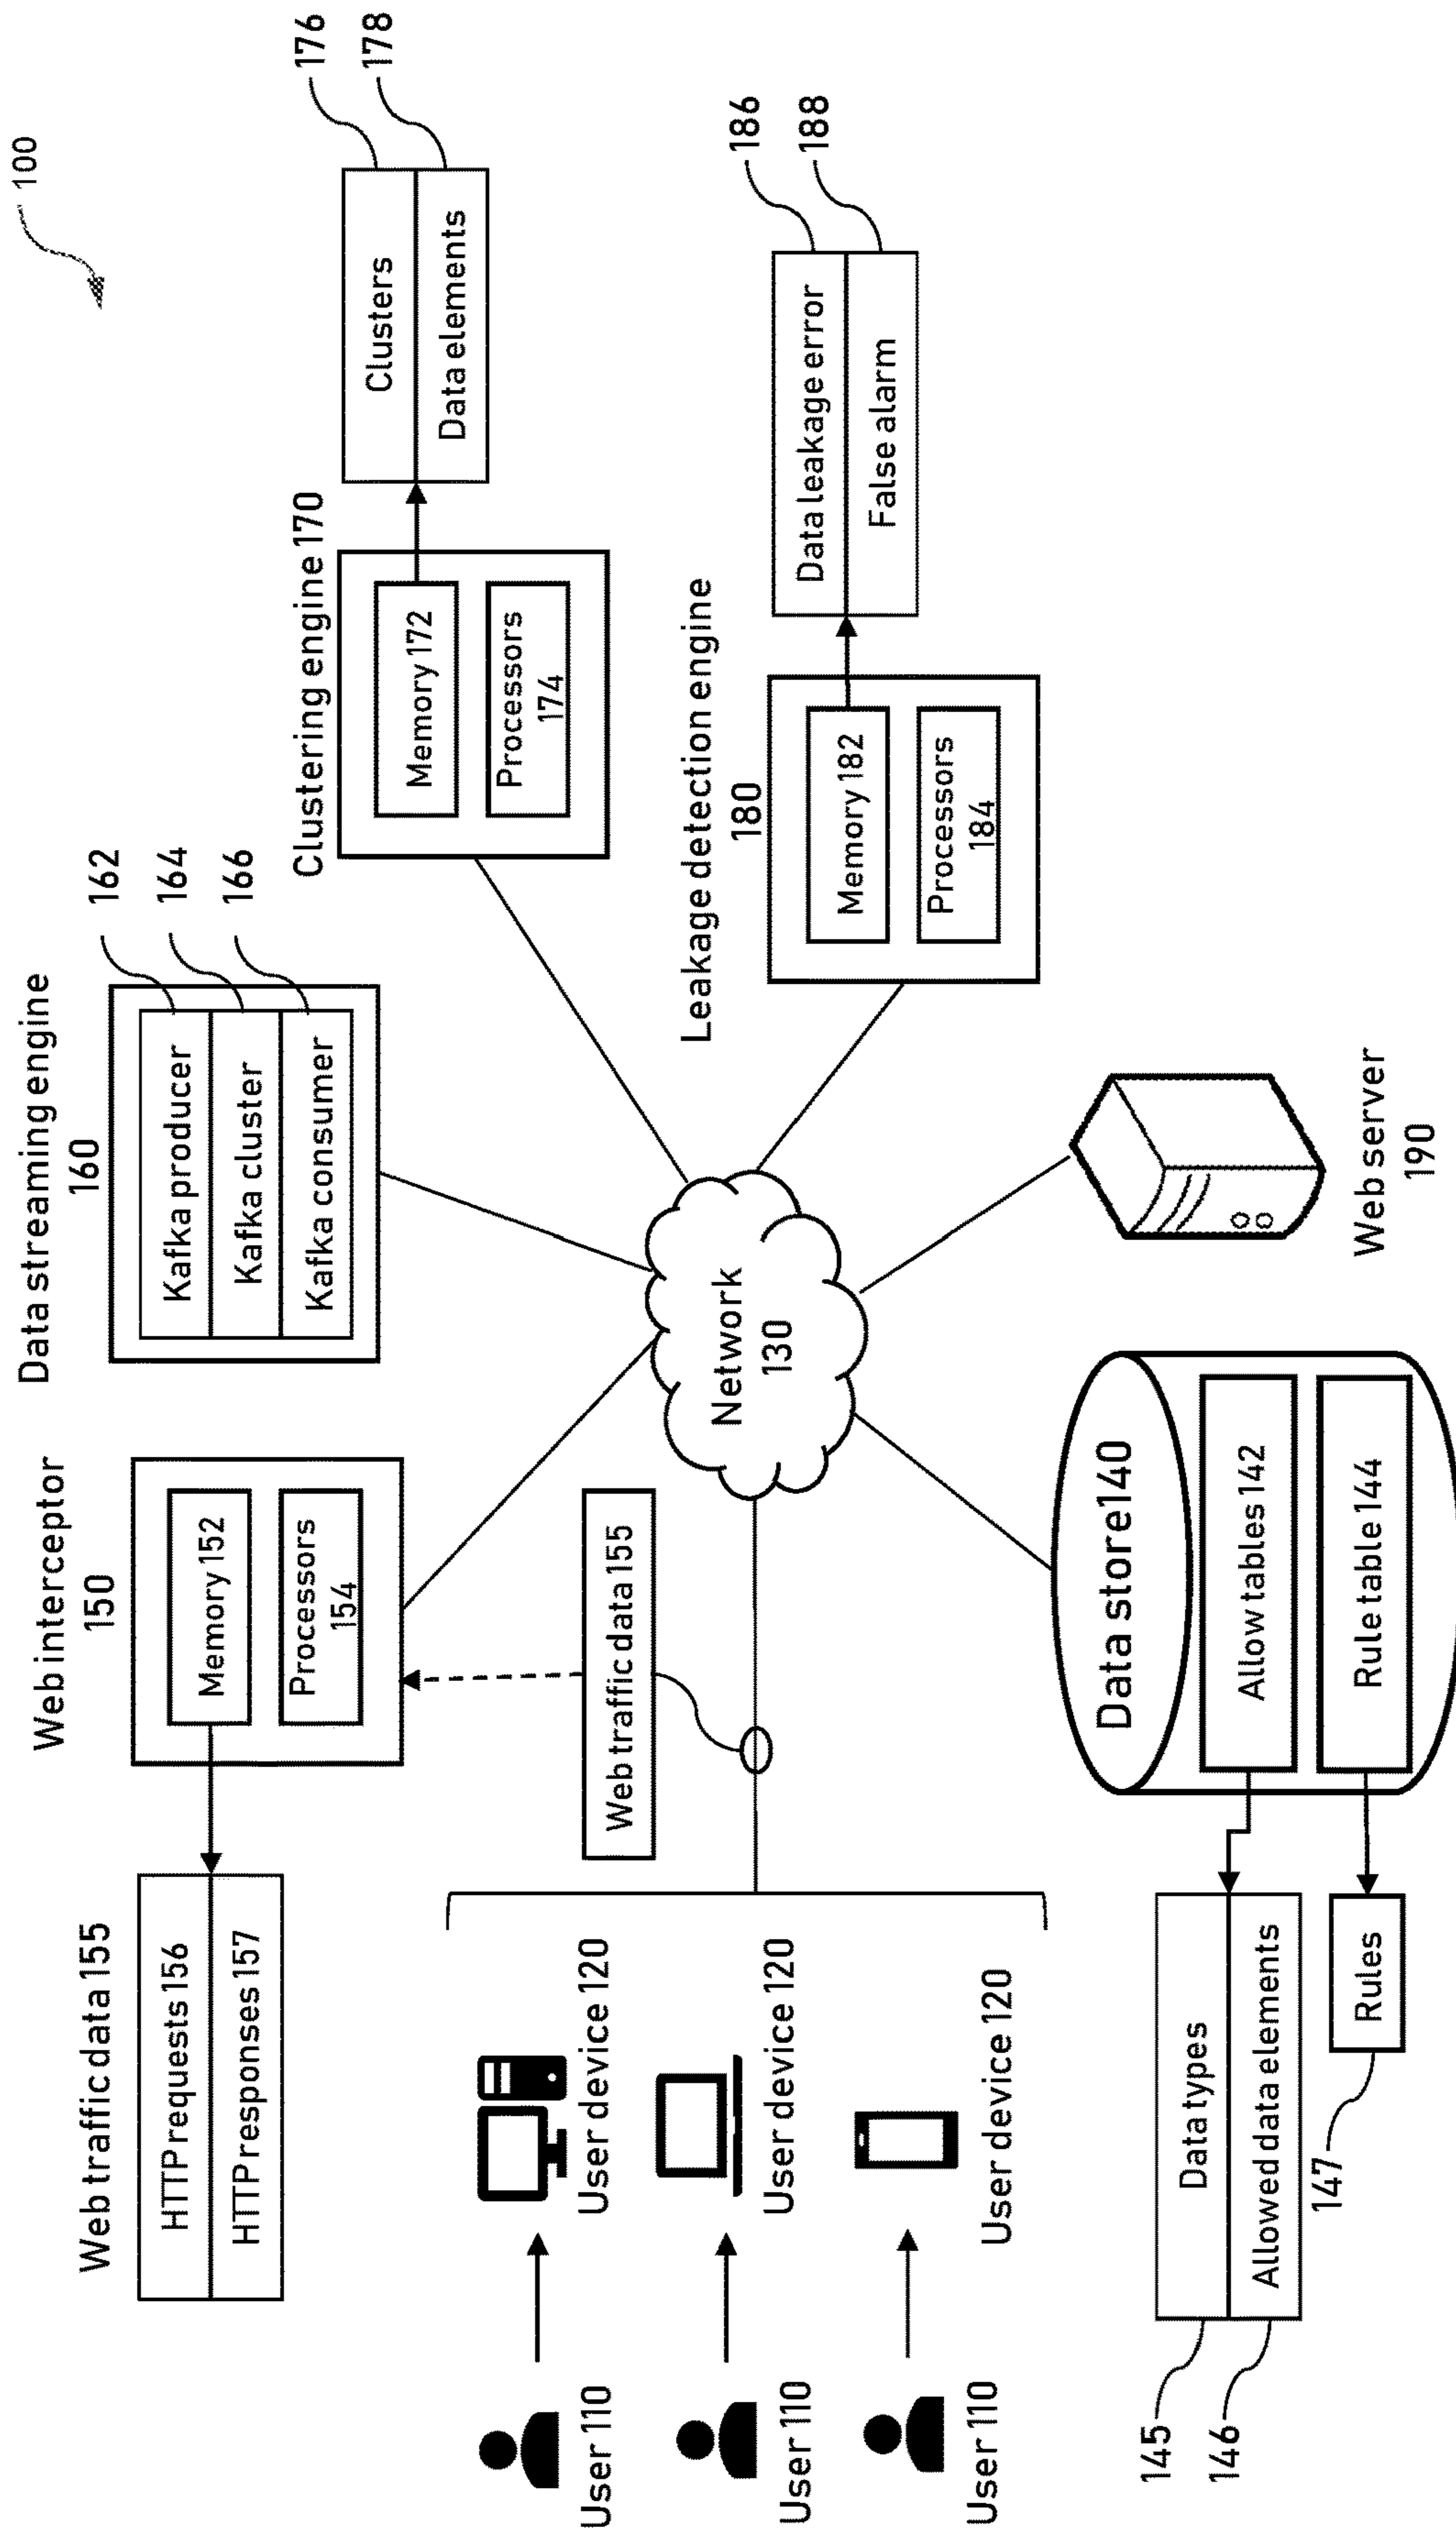 100
Web traffic data 155
HTTP requests 156
HTTP responses 157
Web interceptor
150
Memory 152
Processors
154
Data streaming engine
160
Kafka producer
Kafka cluster
Kafka consumer
162
164
166
Clustering engine 170
Memory 172
Processors
174
Clusters
Data elements
176
178
User 110
User device 120
User 110
User device 120
User 110
User device 120
Web traffic data 155
Network
130
Leakage detection engine
180
Memory 182
Processors
184
Data leakage error
False alarm
186
188
145
146
Data types
Allowed data elements
147
Rules
Data store 140
Allow tables 142
Rule table 144
Web server
190